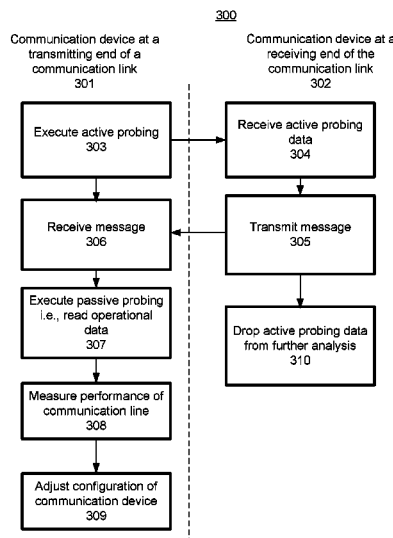 300
Communication device at a
transmitting end of a
communication link
301
Communication device at a
receiving end of the
communication link
302
Execute active probing
303
Receive active probing
data
304
Receive message
306
Transmit message
305
Execute passive probing
i.e., read operational
data
307
Drop active probing data
from further analysis
310
Measure performance of
communication line
308
Adjust configuration of
communication device
309